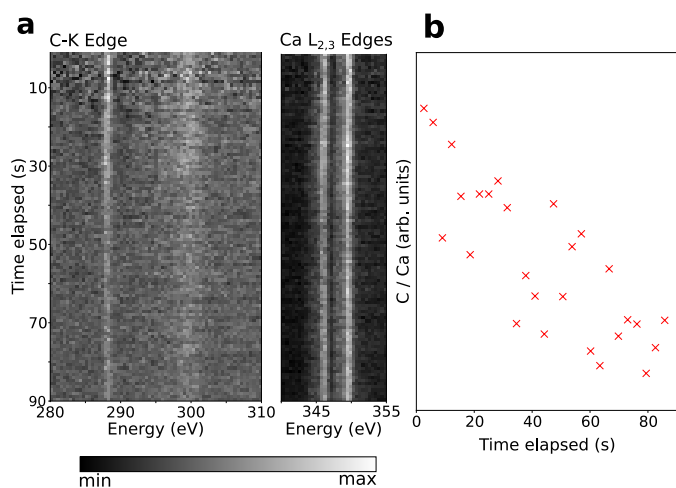 a
C-K Edge
Ca L2,3 Edges
Time elapsed (s)
10
30
50
70
90
280 290 300 310
Energy (eV)
345 355
Energy (eV)
min max
b
C / Ca (arb. units)
0 20 40 60 80
Time elapsed (s)